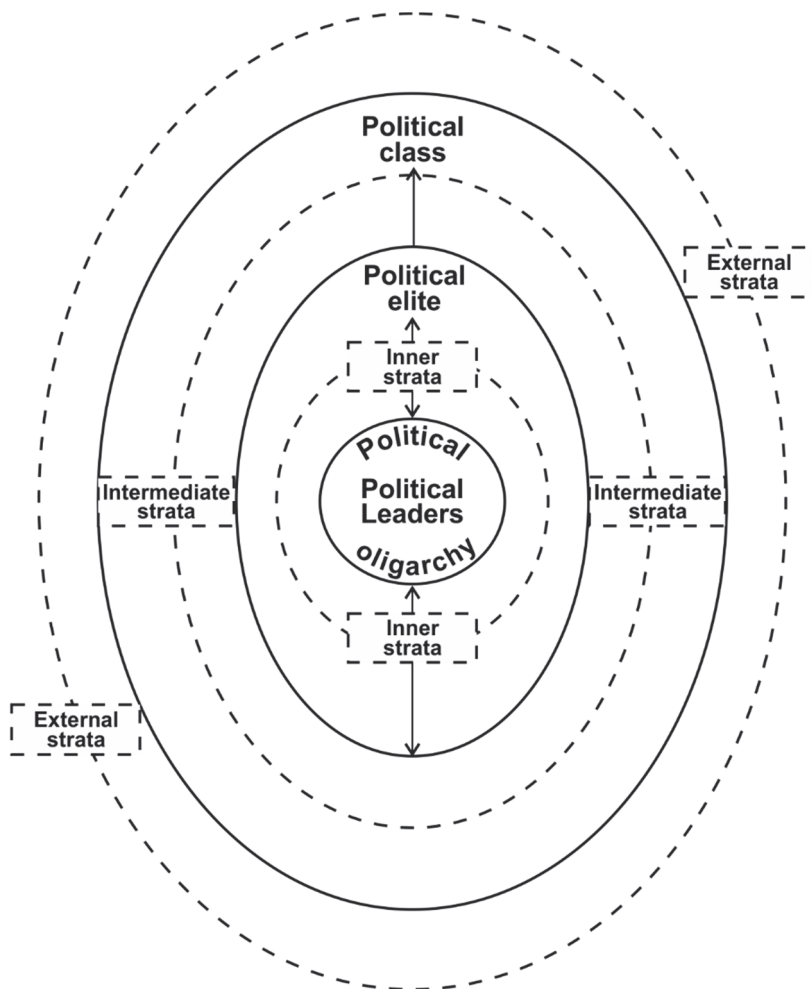 Political
class
External
strata
Political
elite
Inner
strata
Political
Intermediate
strata
Political
Leaders
Intermediate
strata
oligarchy
Inner
strata
External
strata